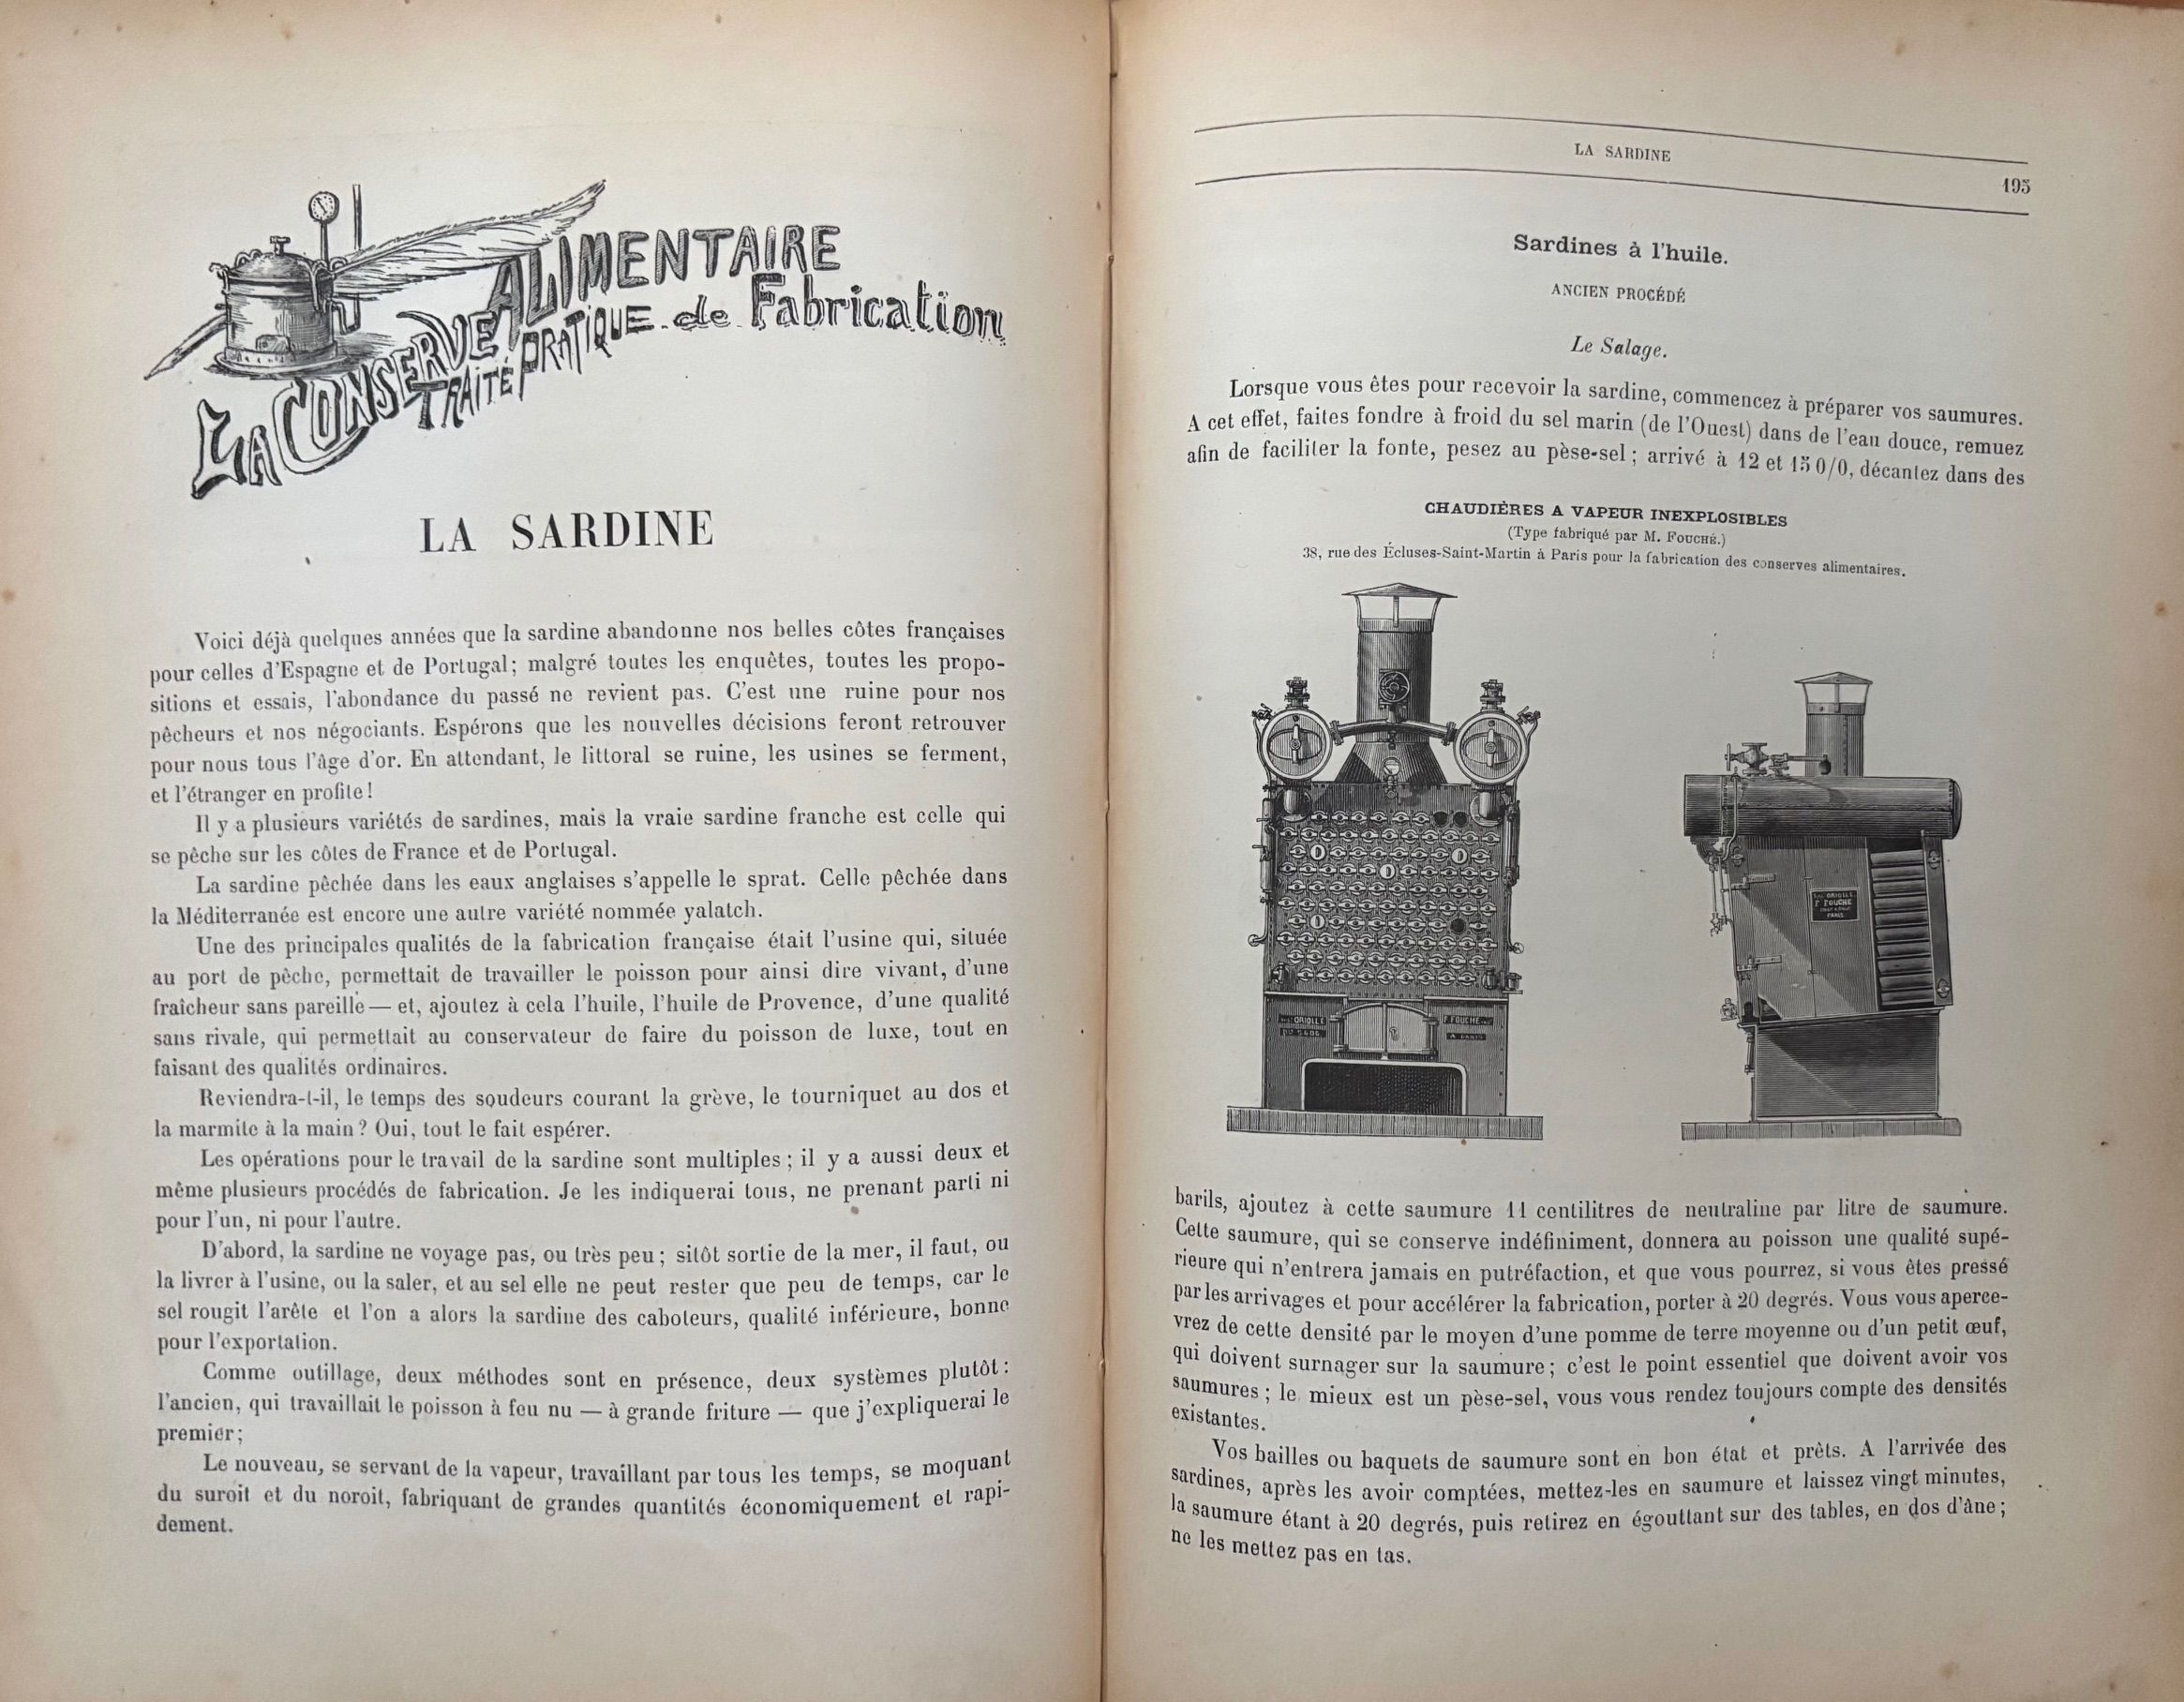 LA CONSERVE ALIMENTAIRE
TRAITÉ PRATIQUE de Fabrication
LA SARDINE
Voici déjà quelques années que la sardine abandonne nos belles côtes françaises
pour celles d'Espagne et de Portugal; malgré toutes les enquêtes, toutes les propo-
sitions et essais, l'abondance du passé ne revient pas. C'est une ruine pour nos
pêcheurs et nos négociants. Espérons que les nouvelles décisions feront retrouver
pour nous tous l'âge d'or. En attendant, le littoral se ruine, les usines se ferment,
et l'étranger en profite!
Il y a plusieurs variétés de sardines, mais la vraie sardine franche est celle qui
se pêche sur les côtes de France et de Portugal.
La sardine pêchée dans les eaux anglaises s'appelle le sprat. Celle pêchée dans
la Méditerranée est encore une autre variété nommée yalatch.
Une des principales qualités de la fabrication française était l'usine qui, située
au port de pêche, permettait de travailler le poisson pour ainsi dire vivant, d'une
fraîcheur sans pareille — et, ajoutez à cela l'huile, l'huile de Provence, d'une qualité
sans rivale, qui permettait au conservateur de faire du poisson de luxe, tout en
faisant des qualités ordinaires.
Reviendra-t-il, le temps des soudeurs courant la grève, le tourniquet au dos et
la marmite à la main? Oui, tout le fait espérer.
Les opérations pour le travail de la sardine sont multiples; il y a aussi deux et
même plusieurs procédés de fabrication. Je les indiquerai tous, ne prenant parti ni
pour l'un, ni pour l'autre.
D'abord, la sardine ne voyage pas, ou très peu; sitôt sortie de la mer, il faut, ou
la livrer à l'usine, ou la saler, et au sel elle ne peut rester que peu de temps, car le
sel rougit l'arête et l'on a alors la sardine des caboteurs, qualité inférieure, bonne
pour l'exportation.
Comme outillage, deux méthodes sont en présence, deux systèmes plutôt:
l'ancien, qui travaillait le poisson à feu nu — à grande friture — que j'expliquerai le
premier;
Le nouveau, se servant de la vapeur, travaillant par tous les temps, se moquant
du suroit et du noroit, fabriquant de grandes quantités économiquement et rapi-
dement.
LA SARDINE
195
Sardines à l'huile.
ANCIEN PROCÉDÉ
Le Salage.
Lorsque vous êtes pour recevoir la sardine, commencez à préparer vos saumures.
A cet effet, faites fondre à froid du sel marin (de l'Ouest) dans de l'eau douce, remuez
afin de faciliter la fonte, pesez au pèse-sel; arrivé à 12 et 15 0/0, décantez dans des
CHAUDIÈRES A VAPEUR INEXPLOSIBLES
(Type fabriqué par M. FOUCHÉ.)
38, rue des Écluses-Saint-Martin à Paris pour la fabrication des conserves alimentaires.
ORIOLLE
F. FOUCHÉ
PARIS
ORIOLLE
F. FOUCHÉ
A PARIS
barils, ajoutez à cette saumure 11 centilitres de neutraline par litre de saumure.
Cette saumure, qui se conserve indéfiniment, donnera au poisson une qualité supé-
rieure qui n'entrera jamais en putréfaction, et que vous pourrez, si vous êtes pressé
par les arrivages et pour accélérer la fabrication, porter à 20 degrés. Vous vous aperce-
vrez de cette densité par le moyen d'une pomme de terre moyenne ou d'un petit œuf,
qui doivent surnager sur la saumure; c'est le point essentiel que doivent avoir vos
saumures; le mieux est un pèse-sel, vous vous rendez toujours compte des densités
existantes.
Vos bailles ou baquets de saumure sont en bon état et prêts. A l'arrivée des
sardines, après les avoir comptées, mettez-les en saumure et laissez vingt minutes,
la saumure étant à 20 degrés, puis retirez en égouttant sur des tables, en dos d'âne;
ne les mettez pas en tas.